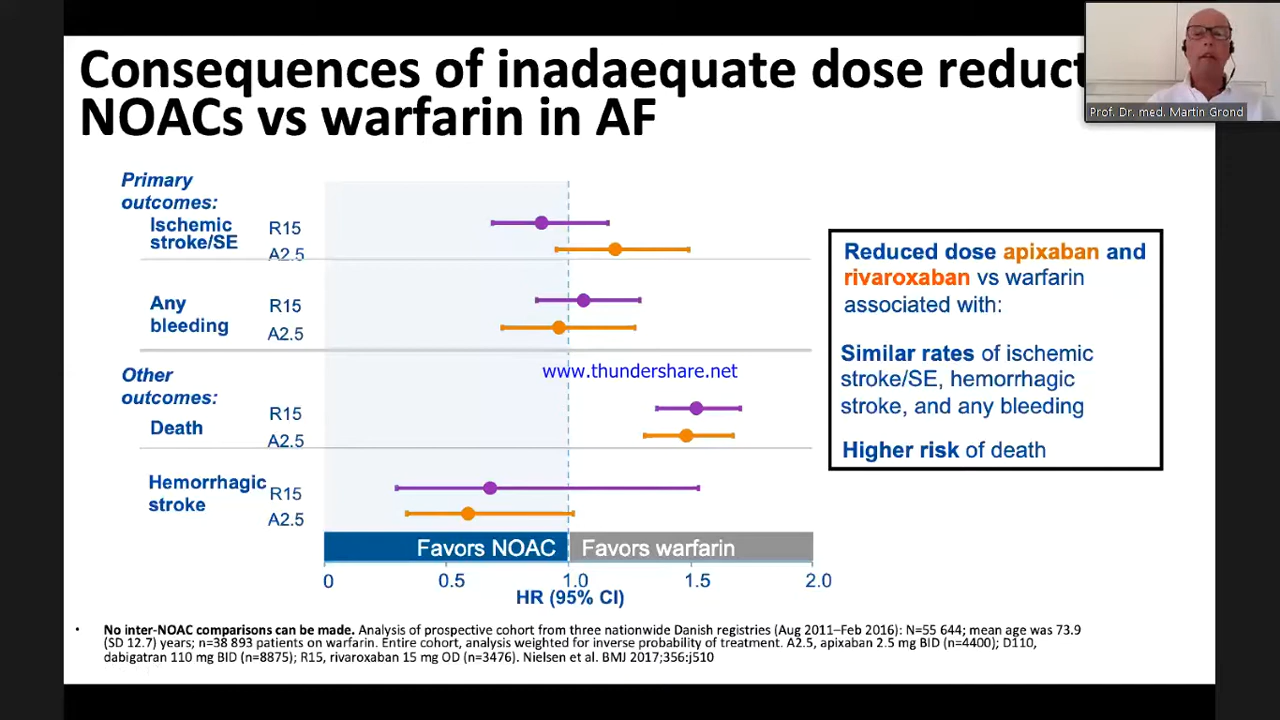 Consequences of inadaequate dose reduct
NOACs vs warfarin in AF
Prof. Dr. med. Martin Grond
Primary
outcomes:
Ischemic
stroke/SE
R15
A2.5
Any
bleeding
R15
A2.5
Other
outcomes:
Death
R15
A2.5
Hemorrhagic
stroke
R15
A2.5
www.thundershare.net
Favors NOAC
Favors warfarin
0 0.5 1.0 1.5 2.0
HR (95% CI)
Reduced dose apixaban and
rivaroxaban vs warfarin
associated with:
Similar rates of ischemic
stroke/SE, hemorrhagic
stroke, and any bleeding
Higher risk of death
• No inter-NOAC comparisons can be made. Analysis of prospective cohort from three nationwide Danish registries (Aug 2011–Feb 2016): N=55 644; mean age was 73.9
(SD 12.7) years; n=38 893 patients on warfarin. Entire cohort, analysis weighted for inverse probability of treatment. A2.5, apixaban 2.5 mg BID (n=4400); D110,
dabigatran 110 mg BID (n=8875); R15, rivaroxaban 15 mg OD (n=3476). Nielsen et al. BMJ 2017;356:j510